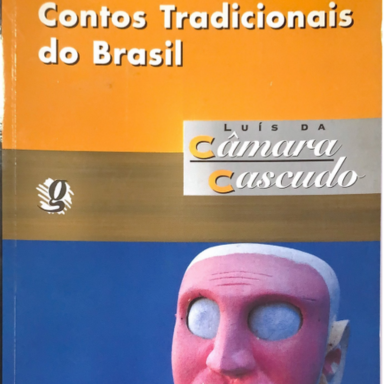 Contos Tradicionais
do Brasil
LUÍS DA
Câmara
Cascudo
g